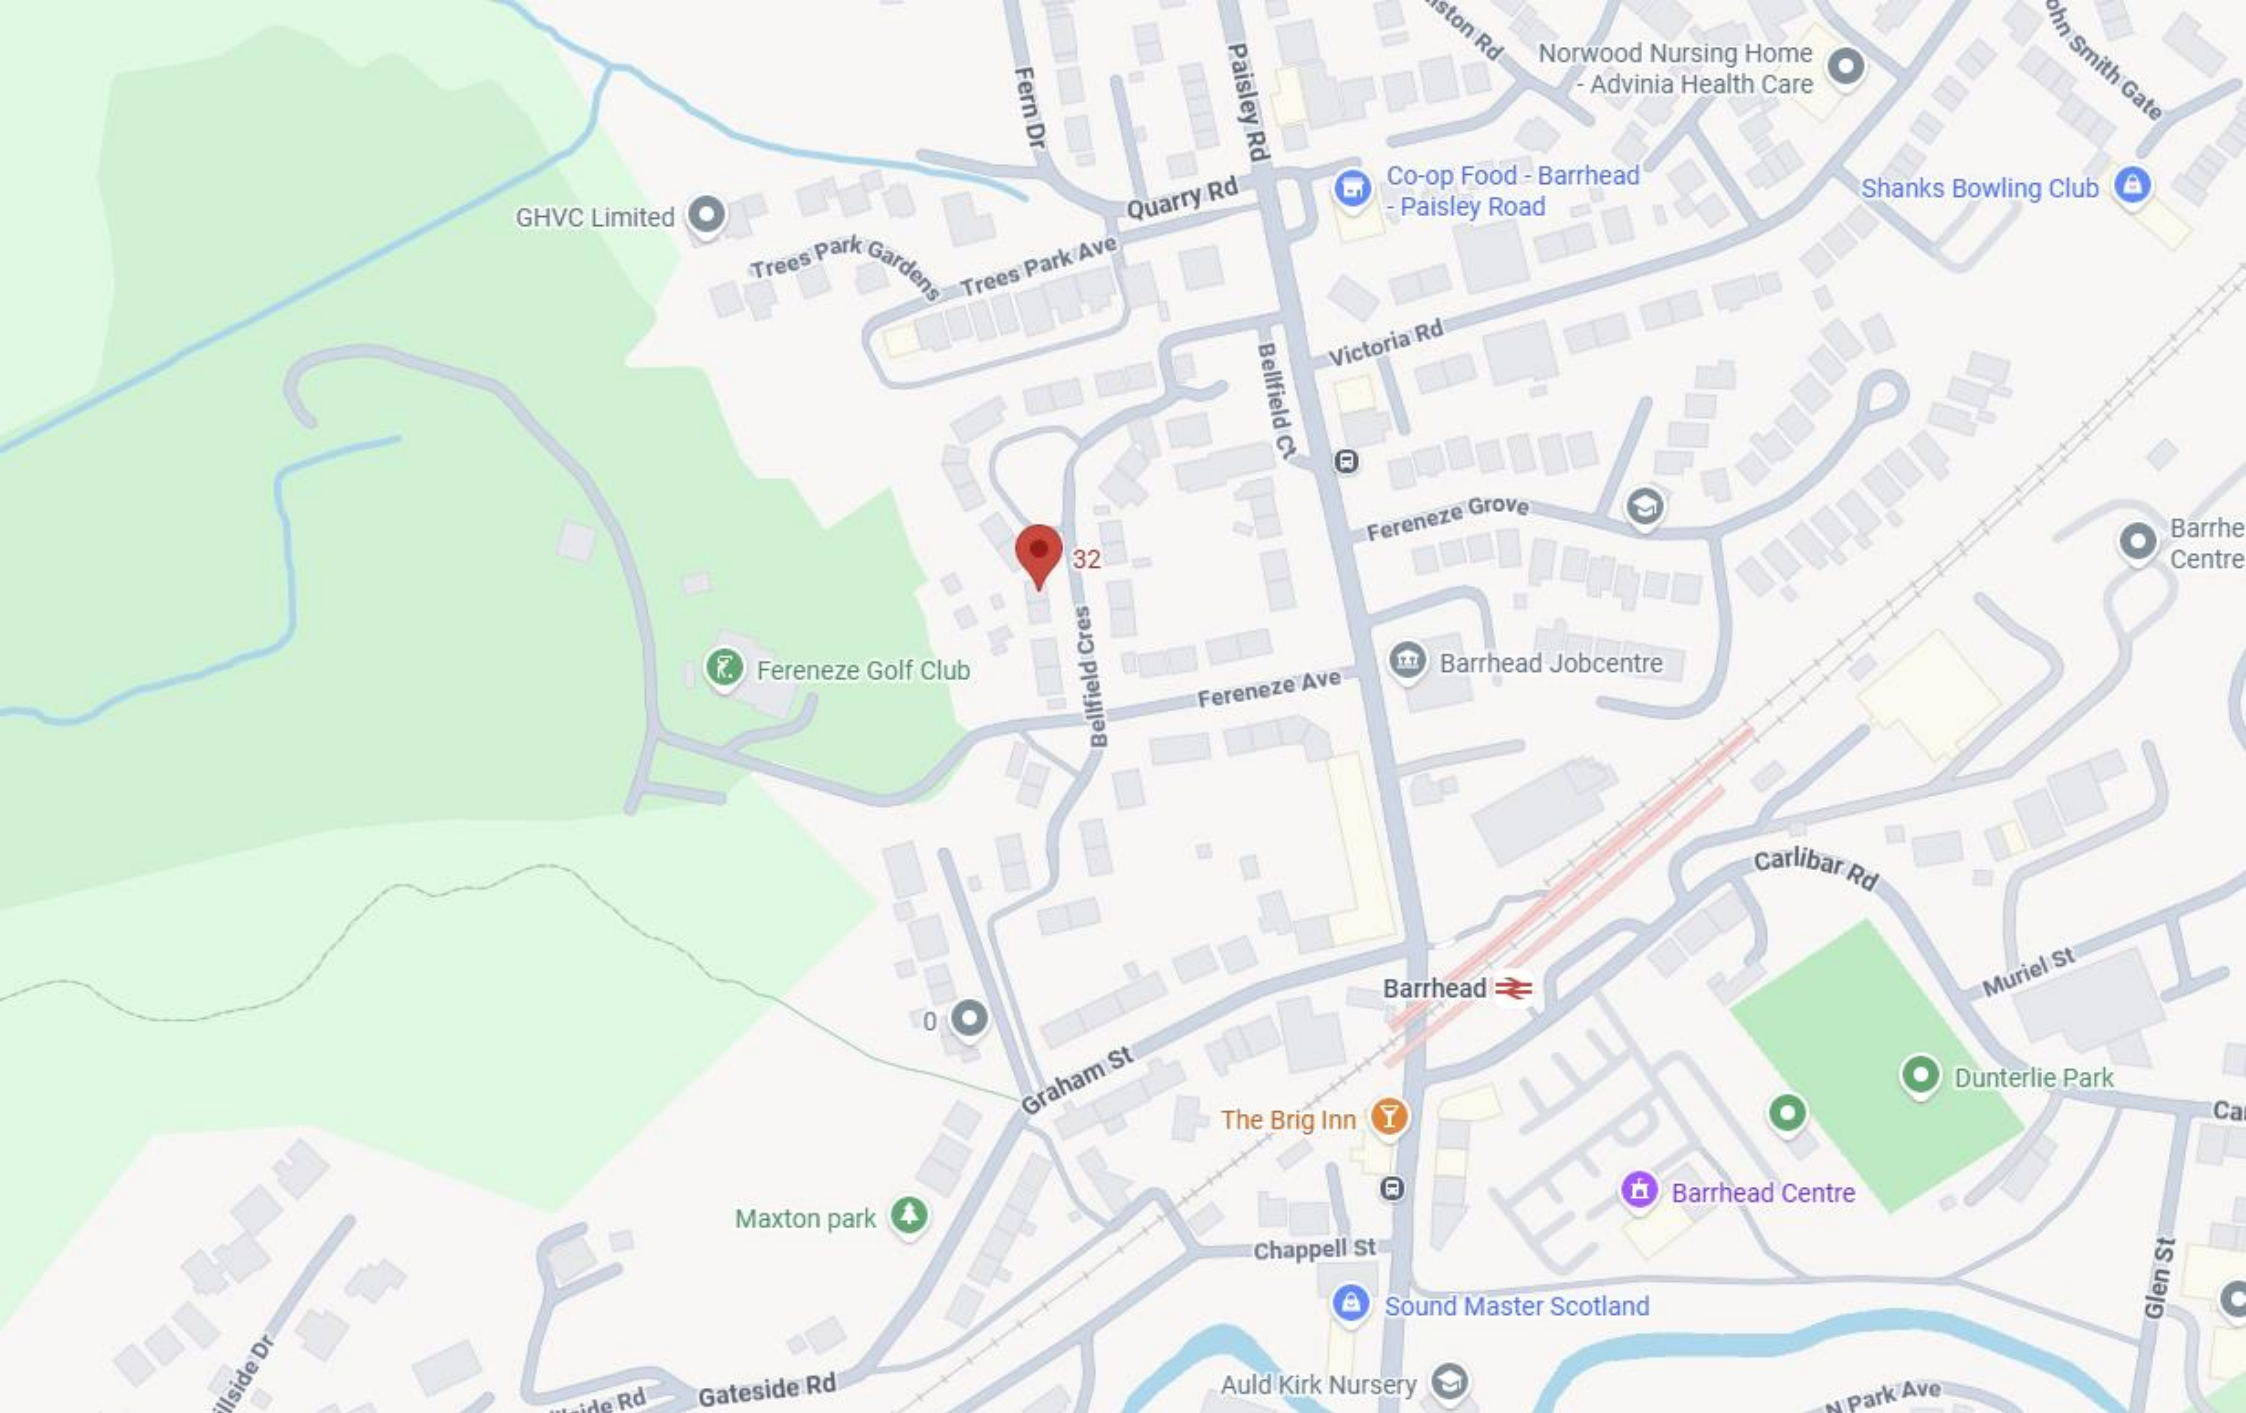 Fern Dr
Paisley Rd
Norwood Nursing Home
- Advinia Health Care
Quarry Rd
Co-op Food - Barrhead
- Paisley Road
Shanks Bowling Club
GHVC Limited
Trees Park Gardens
Trees Park Ave
Victoria Rd
Bellfield Ct
Fereneze Grove
Barrhe
Centre
32
Bellfield Cres
Fereneze Golf Club
Fereneze Ave
Barrhead Jobcentre
Carlibar Rd
Muriel St
Barrhead
0
Graham St
Dunterlie Park
The Brig Inn
Car
Barrhead Centre
Maxton park
Chappell St
Glen St
Sound Master Scotland
Gateside Rd
Auld Kirk Nursery
N Park Ave